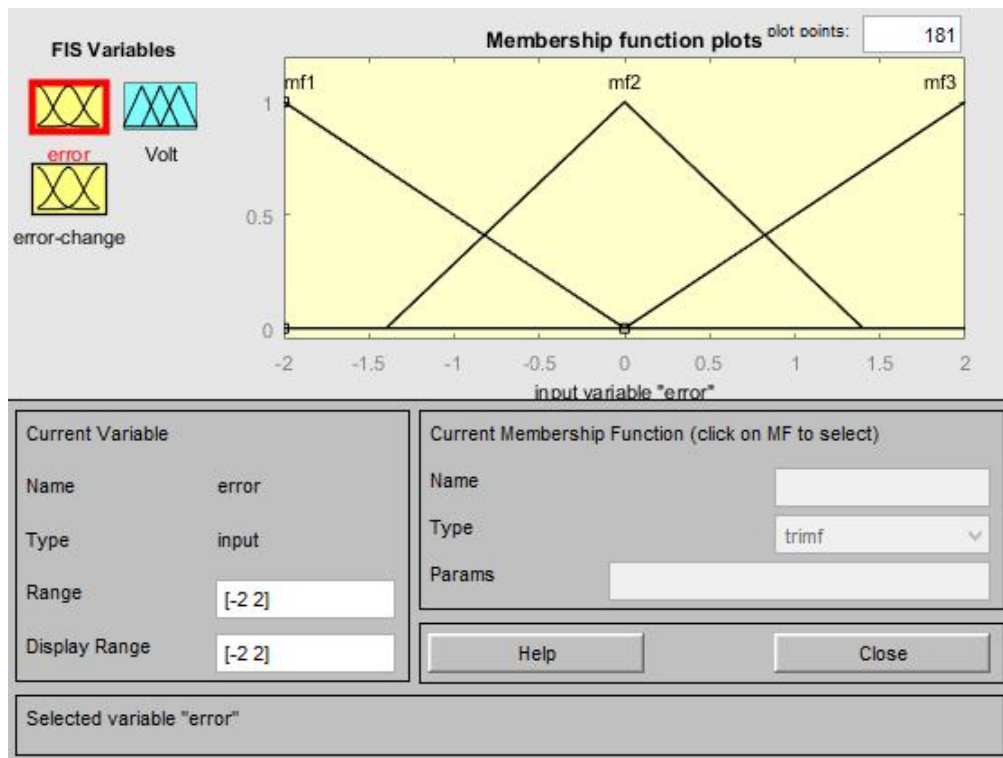 FIS Variables
Membership function plots
plot points:
181
error
Volt
error-change
mf1
mf2
mf3
1
0.5
0
-2
-1.5
-1
-0.5
0
0.5
1
1.5
2
input variable "error"
Current Variable
Name error
Type input
Range [-2 2]
Display Range [-2 2]
Current Membership Function (click on MF to select)
Name
Type trimf
Params
Help
Close
Selected variable "error"